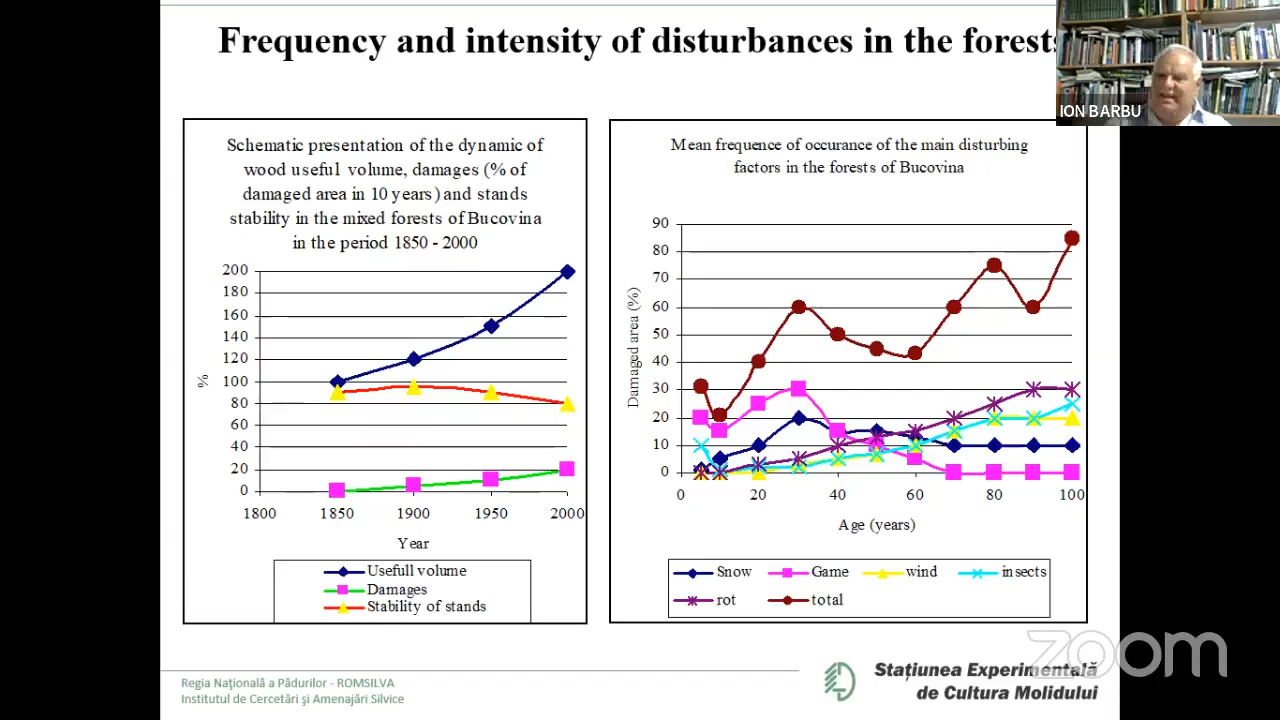 Frequency and intensity of disturbances in the forests
ION BARBU
Schematic presentation of the dynamic of
wood useful volume, damages (% of
damaged area in 10 years) and stands
stability in the mixed forests of Bucovina
in the period 1850 - 2000
200
180
160
140
120
100
80
60
40
20
0
%
1800 1850 1900 1950 2000
Year
Usefull volume
Damages
Stability of stands
Mean frequence of occurance of the main disturbing
factors in the forests of Bucovina
90
80
70
60
50
40
30
20
10
0
Damaged area (%)
0 20 40 60 80 100
Age (years)
Snow Game wind insects
rot total
zoom
Regia Naţională a Pădurilor - ROMSILVA
Institutul de Cercetări şi Amenajări Silvice
Stațiunea Experimentală
de Cultura Molidului